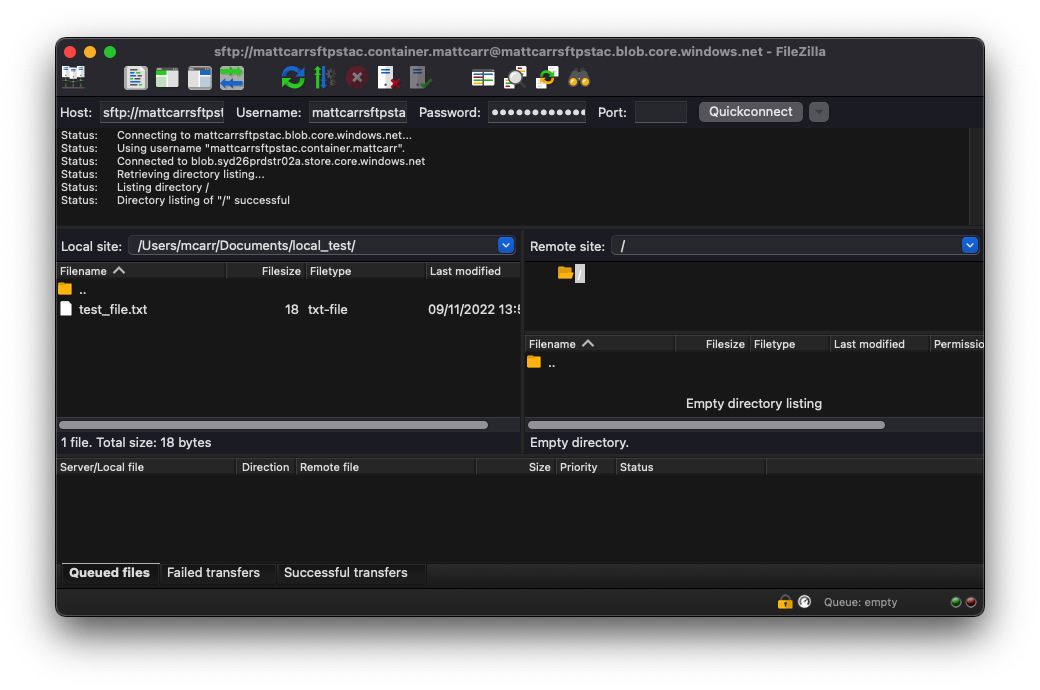 sftp://mattcarrsftpstac.container.mattcarr@mattcarrsftpstac.blob.core.windows.net - FileZilla
Host: sftp://mattcarrsftpst Username: mattcarrsftpsta Password: ●●●●●●●●●●●● Port: Quickconnect
Status: Connecting to mattcarrsftpstac.blob.core.windows.net...
Status: Using username "mattcarrsftpstac.container.mattcarr".
Status: Connected to blob.syd26prdstr02a.store.core.windows.net
Status: Retrieving directory listing...
Status: Listing directory /
Status: Directory listing of "/" successful
Local site: /Users/mcarr/Documents/local_test/
Filename Filesize Filetype Last modified
..
test_file.txt 18 txt-file 09/11/2022 13:5
1 file. Total size: 18 bytes
Remote site: /
/
Filename Filesize Filetype Last modified Permissio
..
Empty directory listing
Empty directory.
Server/Local file Direction Remote file Size Priority Status
Queued files Failed transfers Successful transfers
Queue: empty